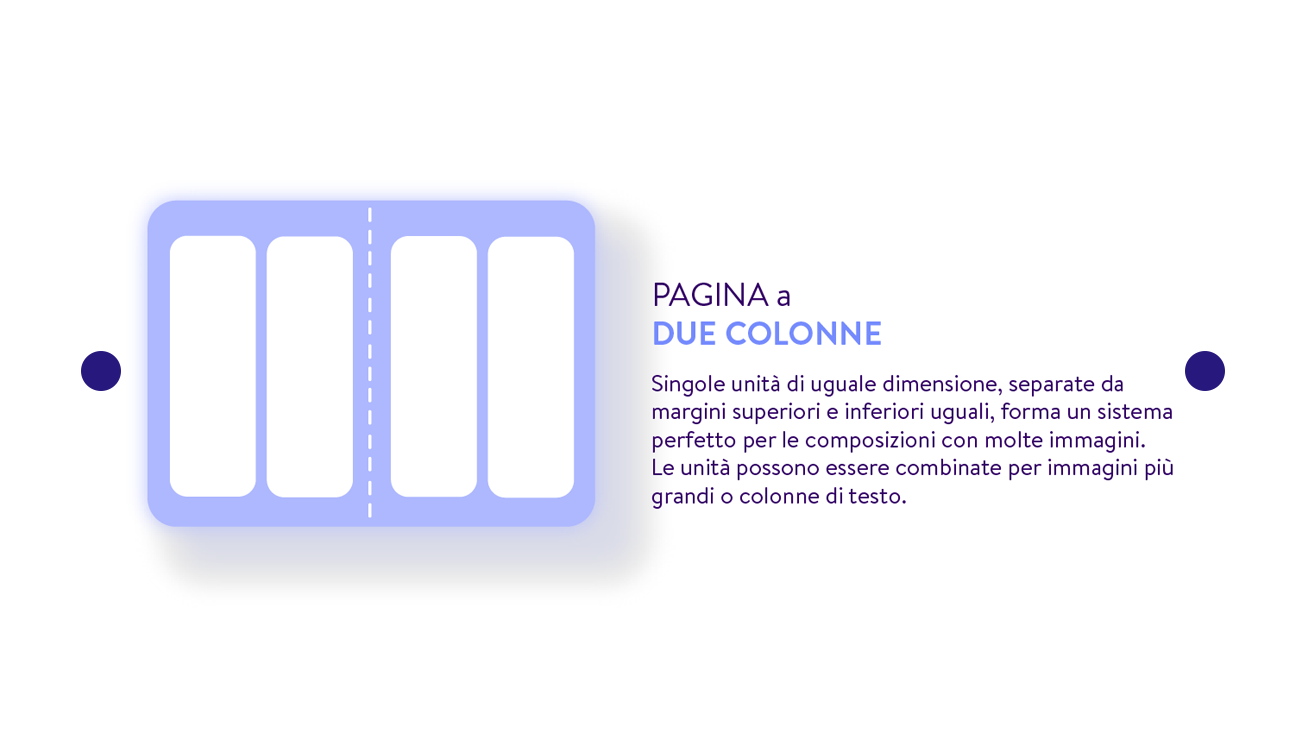 PAGINA a
DUE COLONNE
Singole unità di uguale dimensione, separate da
margini superiori e inferiori uguali, forma un sistema
perfetto per le composizioni con molte immagini.
Le unità possono essere combinate per immagini più
grandi o colonne di testo.